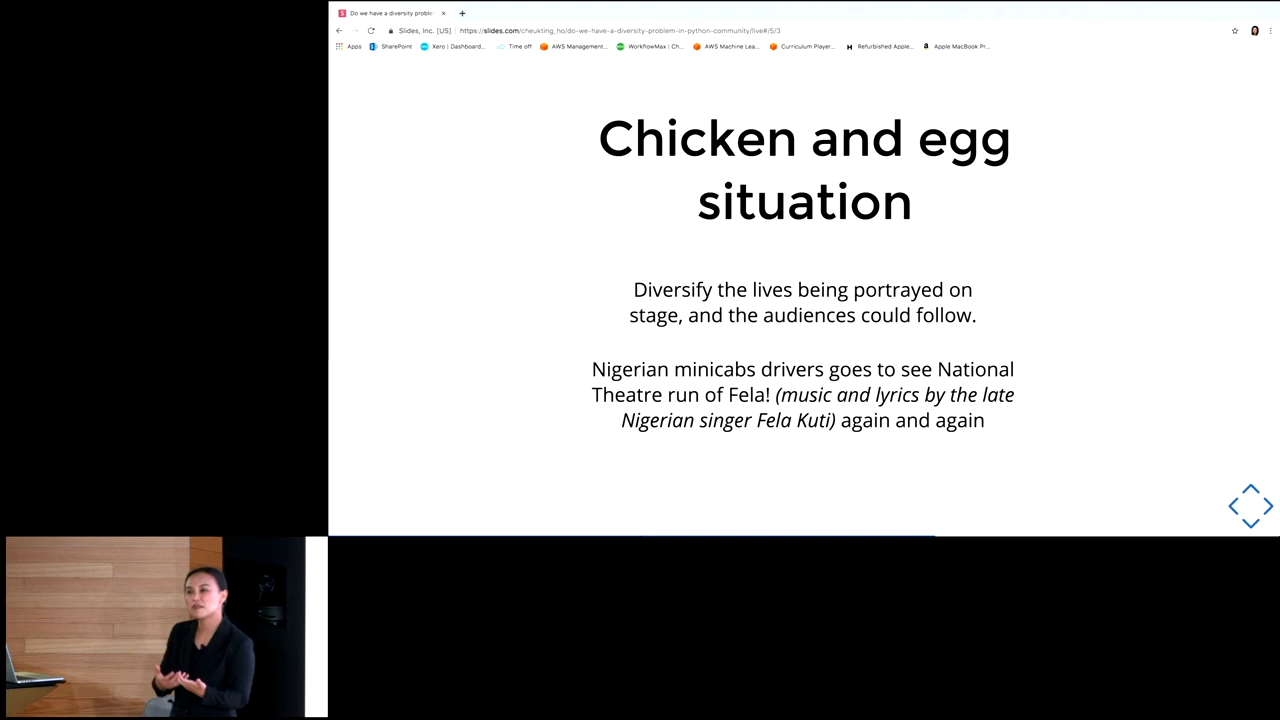 Do we have a diversity proble
Slides, Inc. [US] https://slides.com/cheukting_ho/do-we-have-a-diversity-problem-in-python-community/live#/5/3
Apps SharePoint Xero | Dashboard... Time off AWS Management... WorkflowMax | Ch... AWS Machine Lea... Curriculum Player... Refurbished Apple... Apple MacBook Pr...
Chicken and egg
situation
Diversify the lives being portrayed on
stage, and the audiences could follow.
Nigerian minicabs drivers goes to see National
Theatre run of Fela! (music and lyrics by the late
Nigerian singer Fela Kuti) again and again